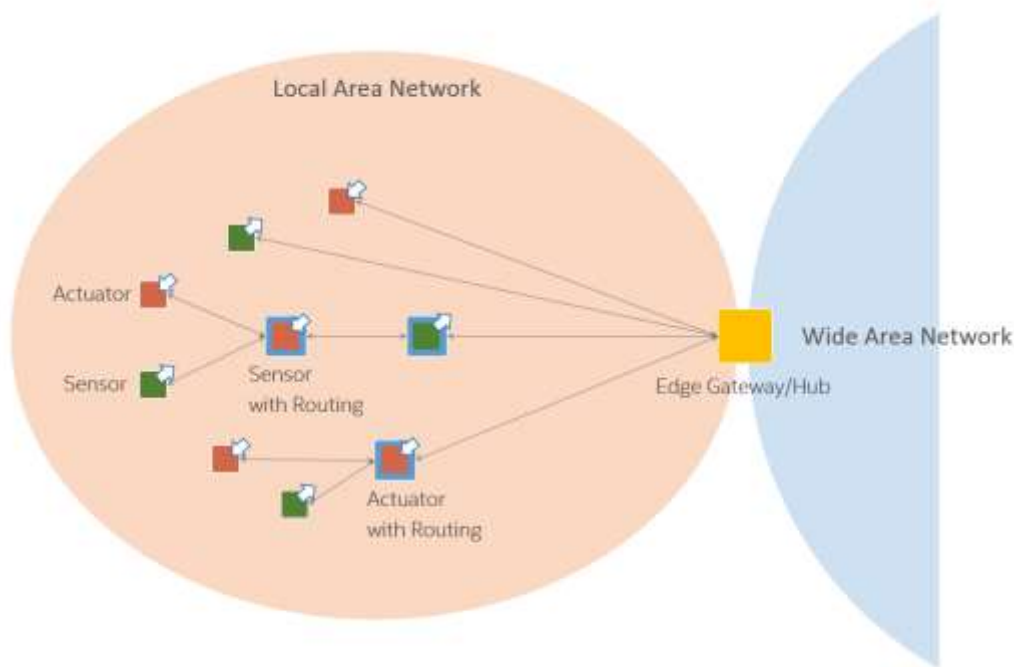 Local Area Network
Actuator
Sensor
Sensor
with Routing
Actuator
with Routing
Edge Gateway/Hub
Wide Area Network